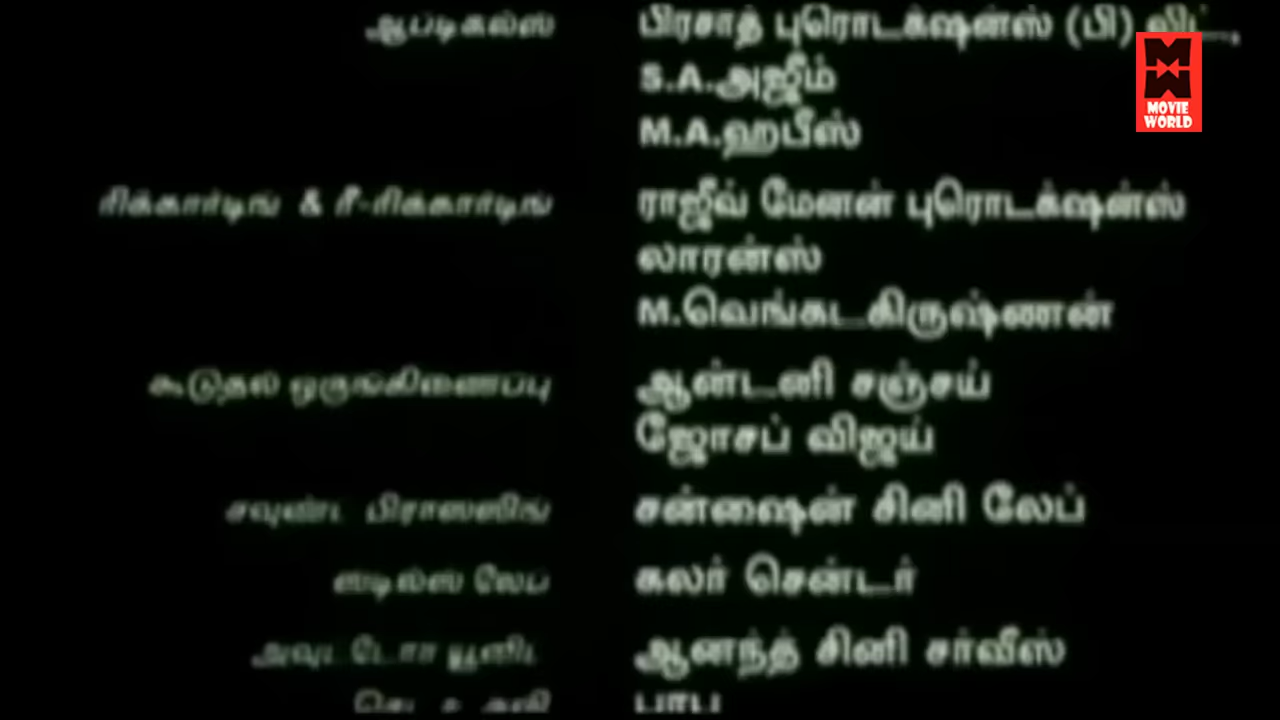 ஆப்டிகல்ஸ் பிரசாத் புரொடக்ஷன்ஸ் (பி) லிட்.,
S.A.அஜீம்
M.A.ஹபீஸ்
MOVIE
WORLD
ரிக்கார்டிங் & ரீ-ரிக்கார்டிங் ராஜீவ் மேனன் புரொடக்ஷன்ஸ்
லாரன்ஸ்
M.வெங்கடகிருஷ்ணன்
கூடுதல் ஒருங்கிணைப்பு ஆன்டனி சஞ்சய்
ஜோசப் விஜய்
சவுண்ட் பிராஸஸிங் சன்ஷைன் சினி லேப்
ஸ்டில்ஸ் லேப் கலர் சென்டர்
அவுட்டோர் யூனிட் ஆனந்த் சினி சர்வீஸ்
பாபு